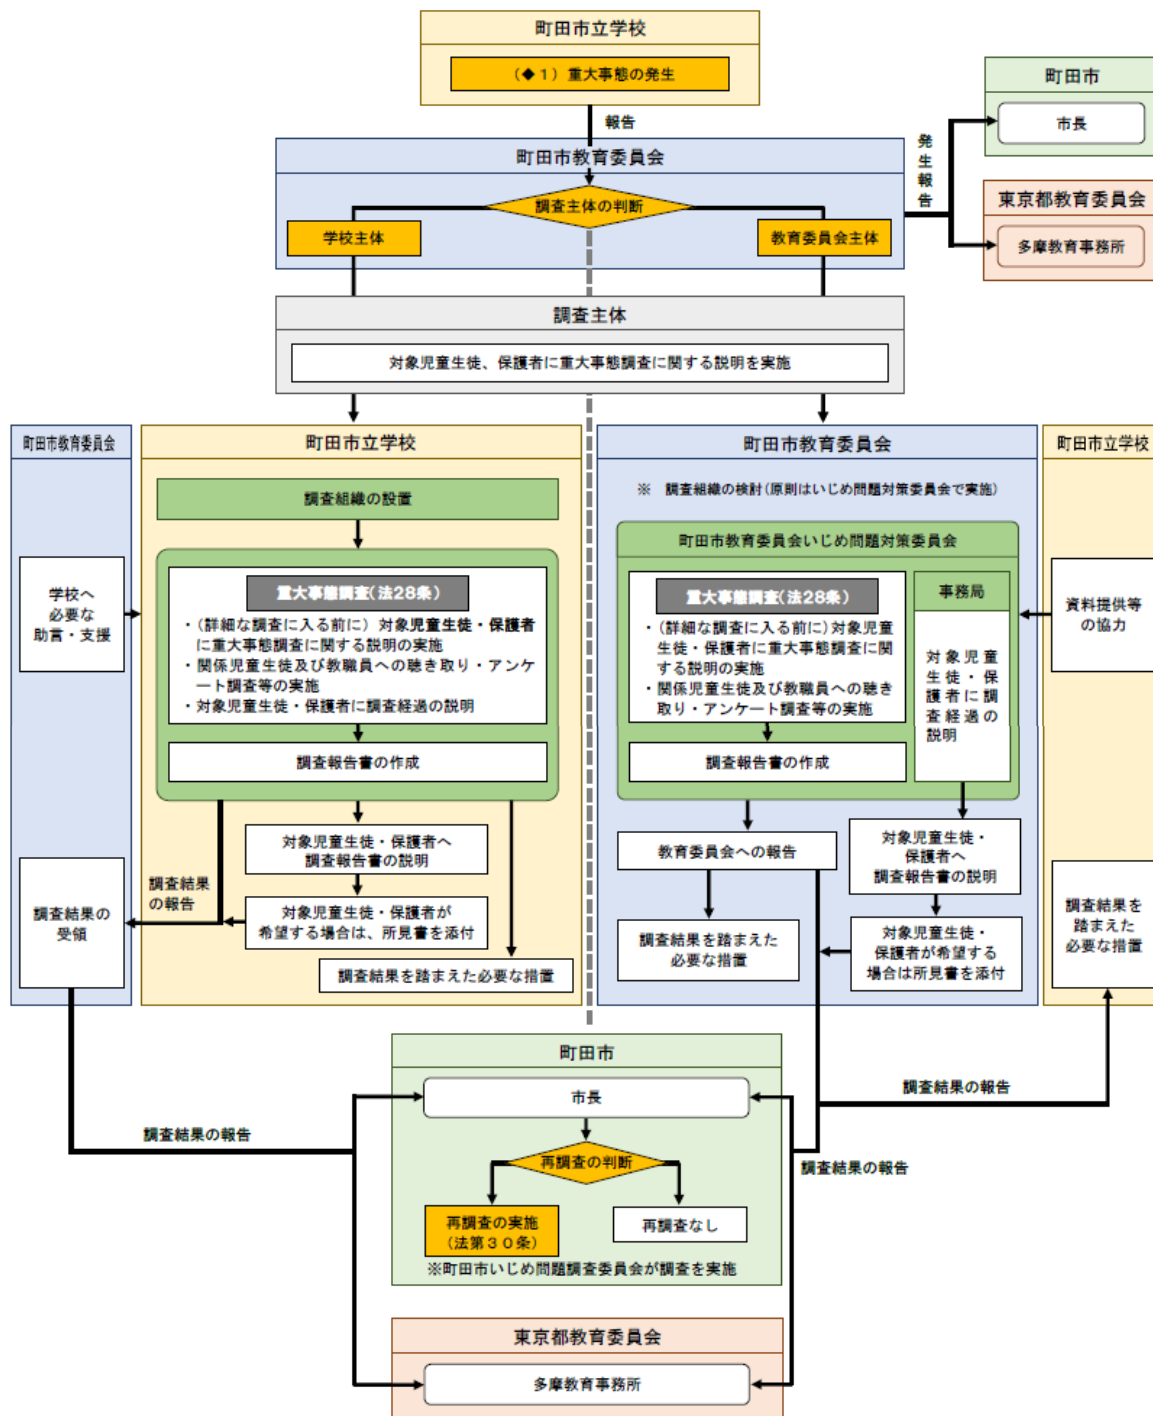 町田市立学校
（◆１）重大事態の発生
報告
町田市
市長
発生報告
東京都教育委員会
多摩教育事務所
町田市教育委員会
調査主体の判断
学校主体
教育委員会主体
調査主体
対象児童生徒、保護者に重大事態調査に関する説明を実施
町田市教育委員会
学校へ
必要な
助言・支援
調査結果の
受領
町田市立学校
調査組織の設置
重大事態調査（法28条）
・（詳細な調査に入る前に）対象児童生徒・保護者
に重大事態調査に関する説明の実施
・関係児童生徒及び教職員への聴き取り・アンケ
ート調査等の実施
・対象児童生徒・保護者に調査経過の説明
調査報告書の作成
対象児童生徒・保護者へ
調査報告書の説明
調査結果
の報告
対象児童生徒・保護者が
希望する場合は、所見書を添付
調査結果を踏まえた必要な措置
町田市教育委員会
※　調査組織の検討（原則はいじめ問題対策委員会で実施）
町田市教育委員会いじめ問題対策委員会
重大事態調査（法28条）
・（詳細な調査に入る前に）対象児童
生徒・保護者に重大事態調査に関
する説明の実施
・関係児童生徒及び教職員への聴き
取り・アンケート調査等の実施
調査報告書の作成
事務局
対象児童
生徒・保
護者に調
査経過の
説明
教育委員会への報告
対象児童生徒・
保護者へ
調査報告書の説明
調査結果を踏まえた
必要な措置
対象児童生徒・
保護者が希望する
場合は所見書を添付
町田市立学校
資料提供等
の協力
調査結果を
踏まえた
必要な措置
調査結果の報告
調査結果の報告
調査結果の報告
町田市
市長
再調査の判断
再調査の実施
（法第３０条）
再調査なし
※町田市いじめ問題調査委員会が調査を実施
東京都教育委員会
多摩教育事務所